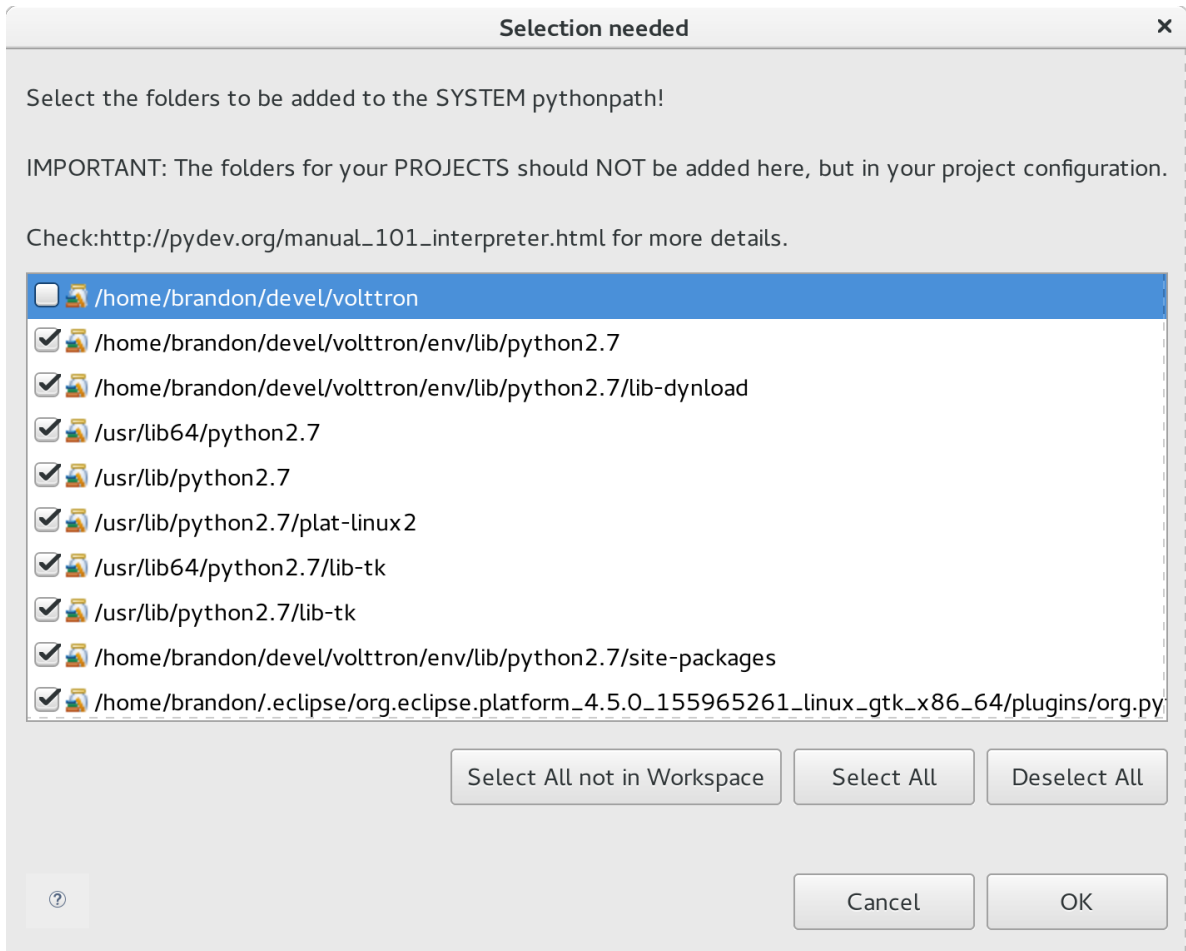 Selection needed
Select the folders to be added to the SYSTEM pythonpath!
IMPORTANT: The folders for your PROJECTS should NOT be added here, but in your project configuration.
Check:http://pydev.org/manual_101_interpreter.html for more details.
/home/brandon/devel/volttron
/home/brandon/devel/volttron/env/lib/python2.7
/home/brandon/devel/volttron/env/lib/python2.7/lib-dynload
/usr/lib64/python2.7
/usr/lib/python2.7
/usr/lib/python2.7/plat-linux2
/usr/lib64/python2.7/lib-tk
/usr/lib/python2.7/lib-tk
/home/brandon/devel/volttron/env/lib/python2.7/site-packages
/home/brandon/.eclipse/org.eclipse.platform_4.5.0_155965261_linux_gtk_x86_64/plugins/org.py
Select All not in Workspace Select All Deselect All
? Cancel OK